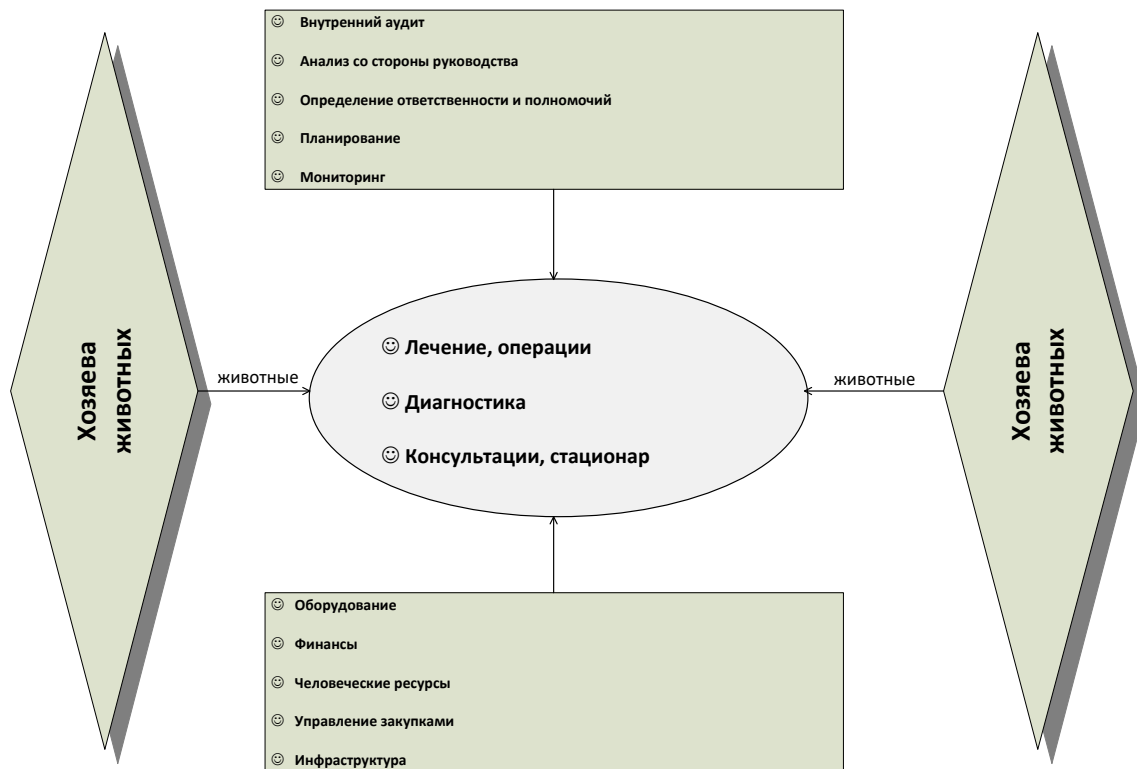 ☺ Внутренний аудит
☺ Анализ со стороны руководства
☺ Определение ответственности и полномочий
☺ Планирование
☺ Мониторинг
Хозяева
животных
животные
☺ Лечение, операции
☺ Диагностика
☺ Консультации, стационар
животные
Хозяева
животных
☺ Оборудование
☺ Финансы
☺ Человеческие ресурсы
☺ Управление закупками
☺ Инфраструктура